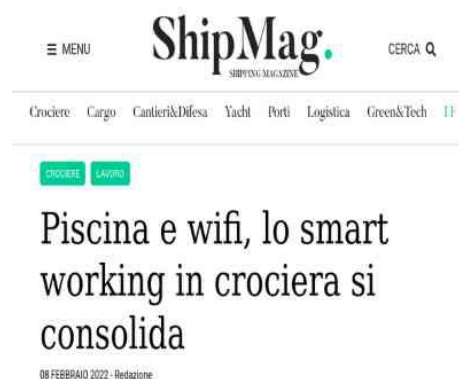 ☰ MENU
ShipMag.
SHIPPING MAGAZINE
CERCA
Crociere Cargo Cantieri&Difesa Yacht Porti Logistica Green&Tech
CROCIERE LAVORO
Piscina e wifi, lo smart
working in crociera si
consolida
08 FEBBRAIO 2022 - Redazione